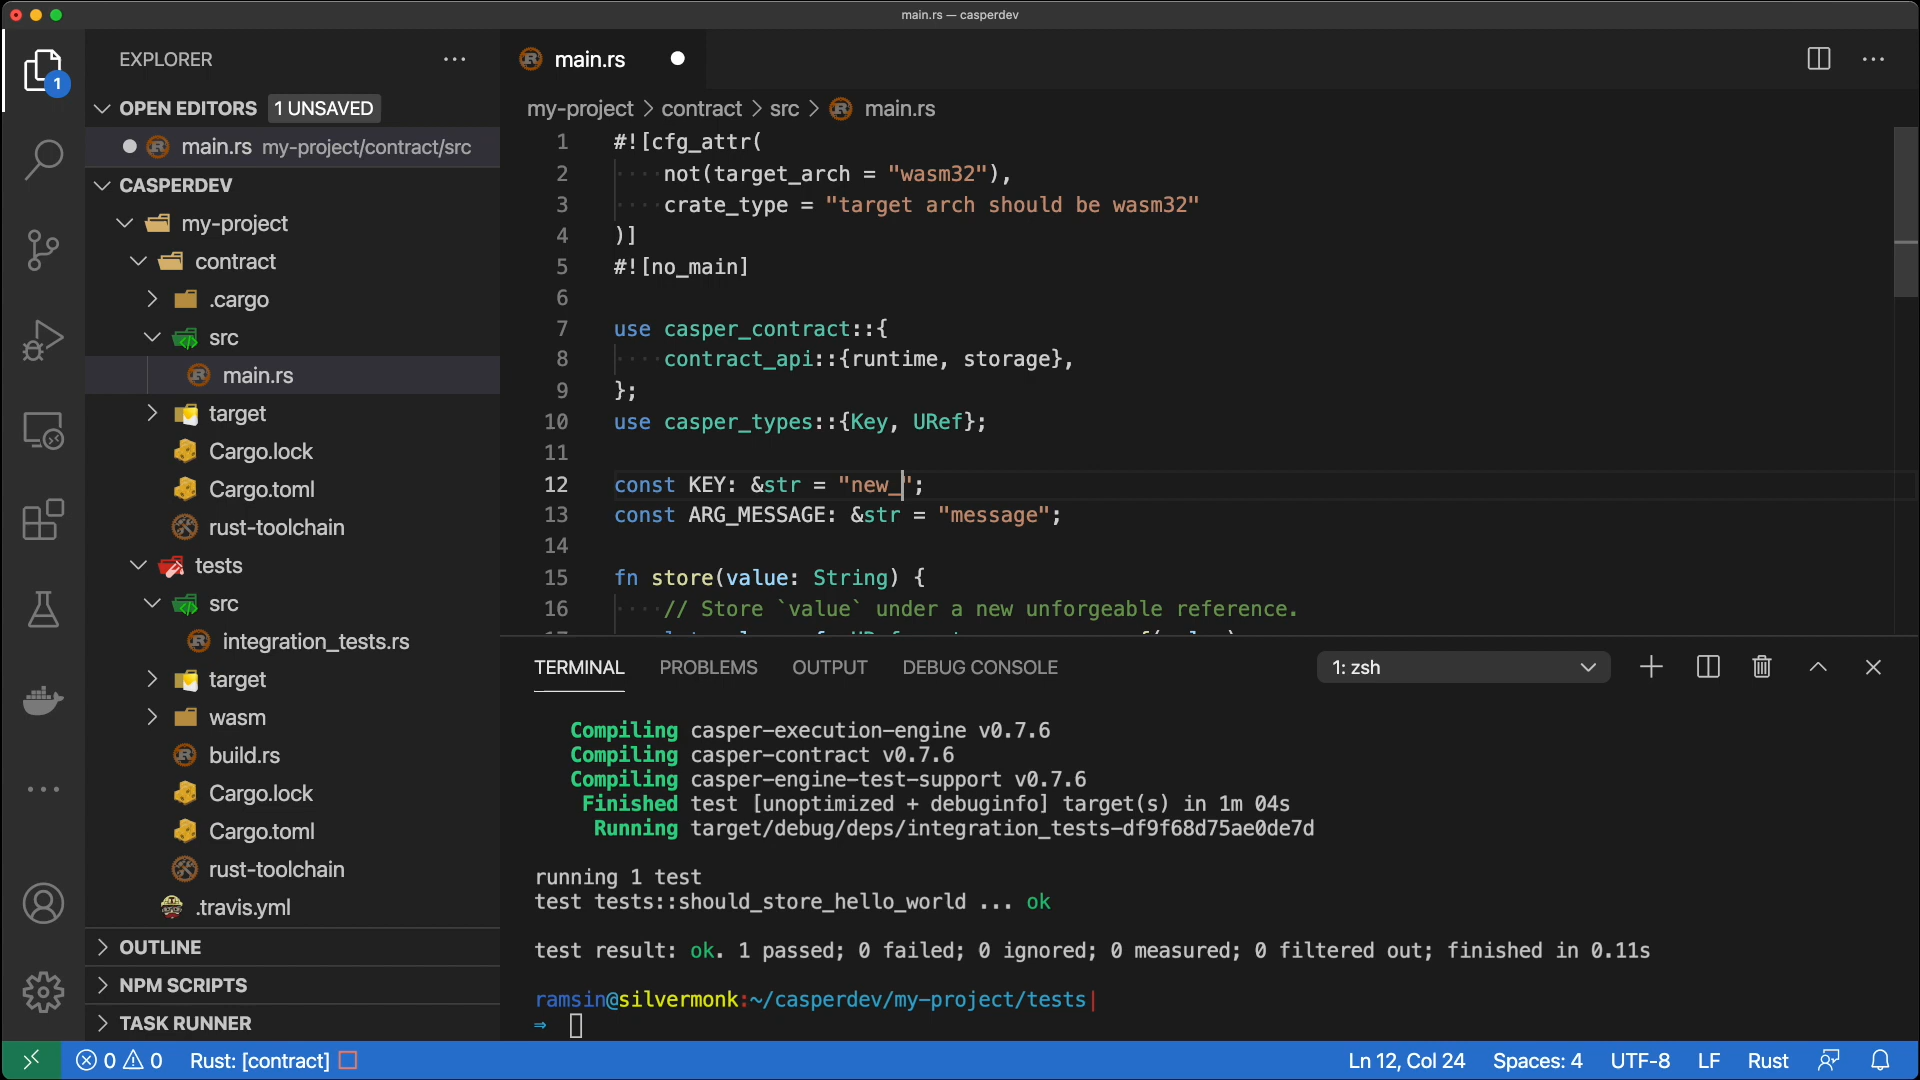 main.rs — casperdev
1
EXPLORER
OPEN EDITORS 1 UNSAVED
main.rs my-project/contract/src
CASPERDEV
my-project
contract
.cargo
src
main.rs
target
Cargo.lock
Cargo.toml
rust-toolchain
tests
src
integration_tests.rs
target
wasm
build.rs
Cargo.lock
Cargo.toml
rust-toolchain
.travis.yml
OUTLINE
NPM SCRIPTS
TASK RUNNER
main.rs
my-project > contract > src > main.rs
1 #![cfg_attr(
2 not(target_arch = "wasm32"),
3 crate_type = "target arch should be wasm32"
4 )]
5 #![no_main]
6
7 use casper_contract::{
8 contract_api::{runtime, storage},
9 };
10 use casper_types::{Key, URef};
11
12 const KEY: &str = "new_";
13 const ARG_MESSAGE: &str = "message";
14
15 fn store(value: String) {
16 // Store `value` under a new unforgeable reference.
TERMINAL PROBLEMS OUTPUT DEBUG CONSOLE 1: zsh
Compiling casper-execution-engine v0.7.6
Compiling casper-contract v0.7.6
Compiling casper-engine-test-support v0.7.6
Finished test [unoptimized + debuginfo] target(s) in 1m 04s
Running target/debug/deps/integration_tests-df9f68d75ae0de7d
running 1 test
test tests::should_store_hello_world ... ok
test result: ok. 1 passed; 0 failed; 0 ignored; 0 measured; 0 filtered out; finished in 0.11s
ramsin@silvermonk:~/casperdev/my-project/tests|
⇒
0 0 Rust: [contract] Ln 12, Col 24 Spaces: 4 UTF-8 LF Rust